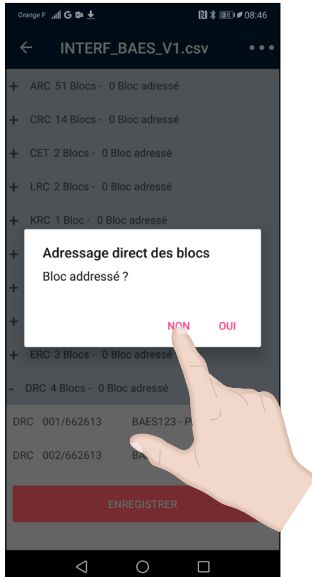 Orange F 08:46
INTERF_BAES_V1.csv
+ ARC 51 Blocs - 0 Bloc adressé
+ CRC 14 Blocs - 0 Bloc adressé
+ CET 2 Blocs - 0 Bloc adressé
+ LRC 2 Blocs - 0 Bloc adressé
+ KRC 1 Bloc - 0 Bloc adressé
+
Adressage direct des blocs
Bloc addressé ?
+
+
NON OUI
+ ERC 3 Blocs - 0 Bloc adressé
- DRC 4 Blocs - 0 Bloc adressé
DRC 001/662613 BAES123 - P
DRC 002/662613
ENREGISTRER